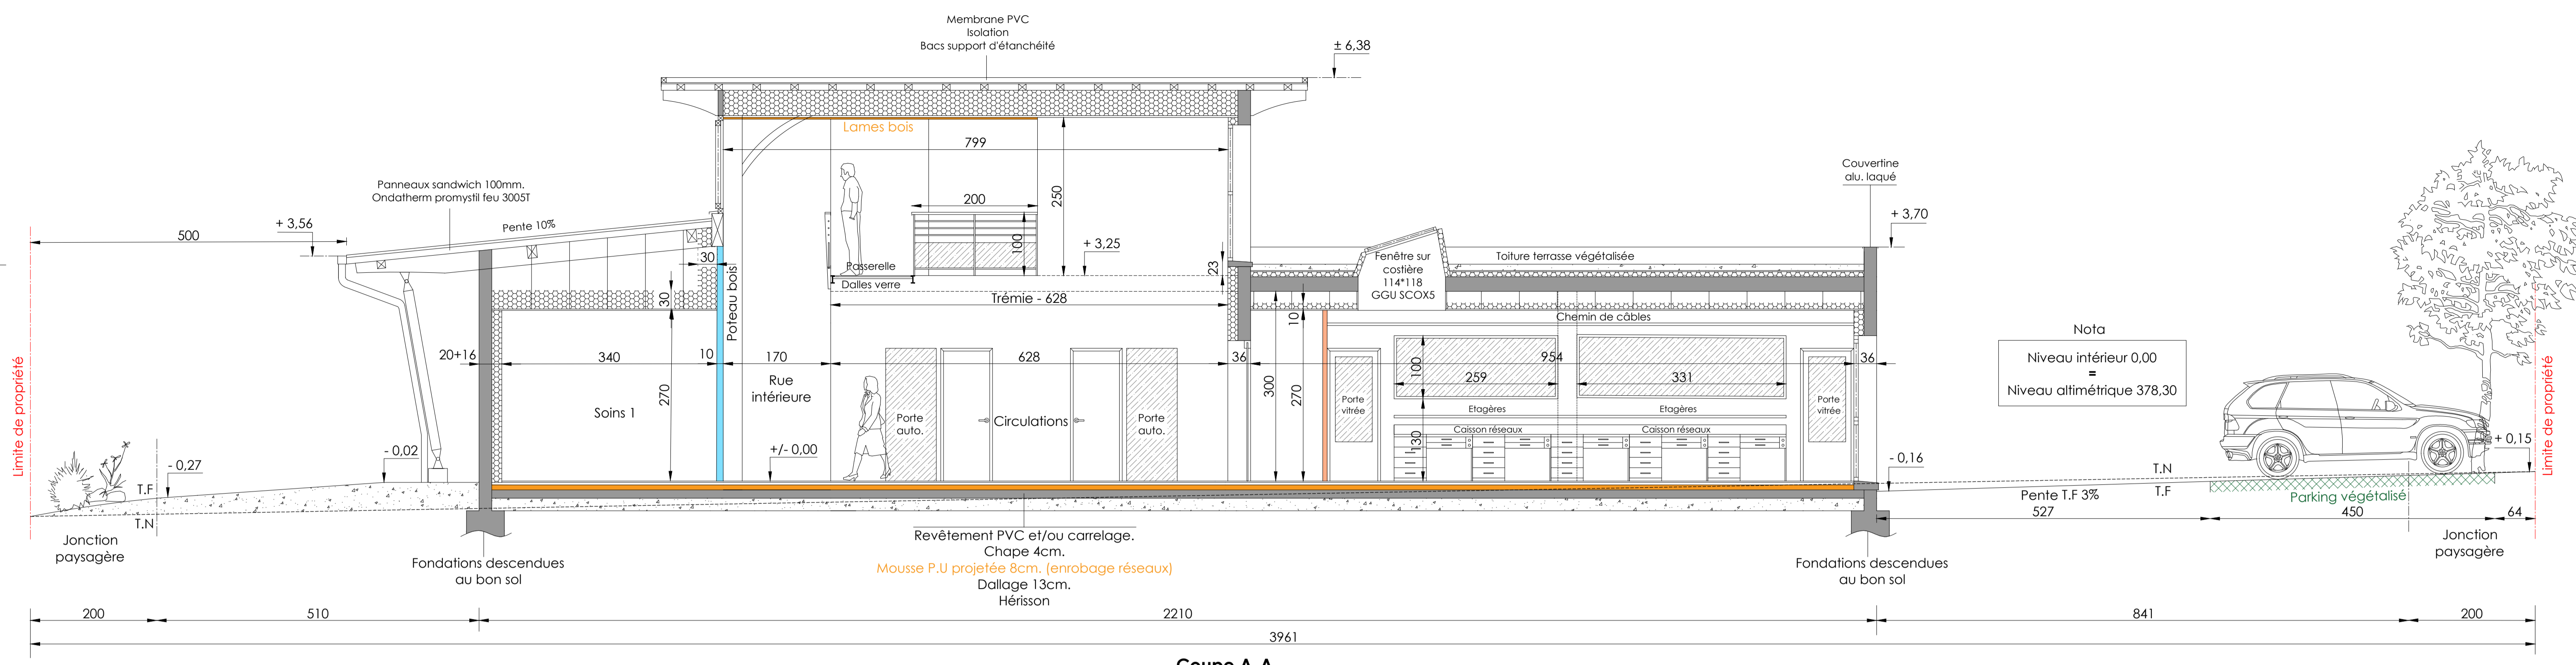 Membrane PVC
Isolation
Bacs support d'étanchéité
± 6,38
Lames bois
799
Panneaux sandwich 100mm.
Ondatherm promystil feu 3005T
Pente 10%
+ 3,56
500
200
250
100
+ 3,25
23
Passerelle
Dalles verre
Trémie - 628
30
30
Poteau bois
Couvertine
alu. laqué
+ 3,70
Toiture terrasse végétalisée
Fenêtre sur
costière
114*118
GGU SCOX5
10
Chemin de câbles
20+16
340
10
170
628
36
954
36
270
300
270
100
259
331
130
Soins 1
Rue
intérieure
+/- 0,00
Porte
auto.
Circulations
Porte
auto.
Porte
vitrée
Etagères
Etagères
Caisson réseaux
Caisson réseaux
Porte
vitrée
Nota
Niveau intérieur 0,00
=
Niveau altimétrique 378,30
Limite de propriété
Limite de propriété
- 0,27
- 0,02
- 0,16
+ 0,15
T.F
T.N
T.N
T.F
Pente T.F 3%
Parking végétalisé
527
450
64
Jonction
paysagère
Jonction
paysagère
Fondations descendues
au bon sol
Revêtement PVC et/ou carrelage.
Chape 4cm.
Mousse P.U projetée 8cm. (enrobage réseaux)
Dallage 13cm.
Hérisson
Fondations descendues
au bon sol
200
510
2210
841
200
3961
Coupe A-A